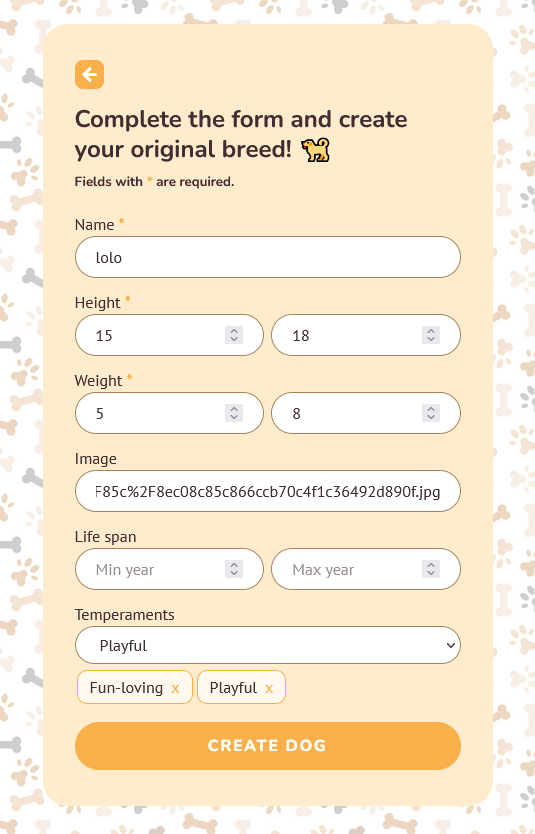 Complete the form and create
your original breed!
Fields with * are required.
Name *
lolo
Height *
15 18
Weight *
5 8
Image
F85c%2F8ec08c85c866ccb70c4f1c36492d890f.jpg
Life span
Min year Max year
Temperaments
Playful
Fun-loving x Playful x
CREATE DOG